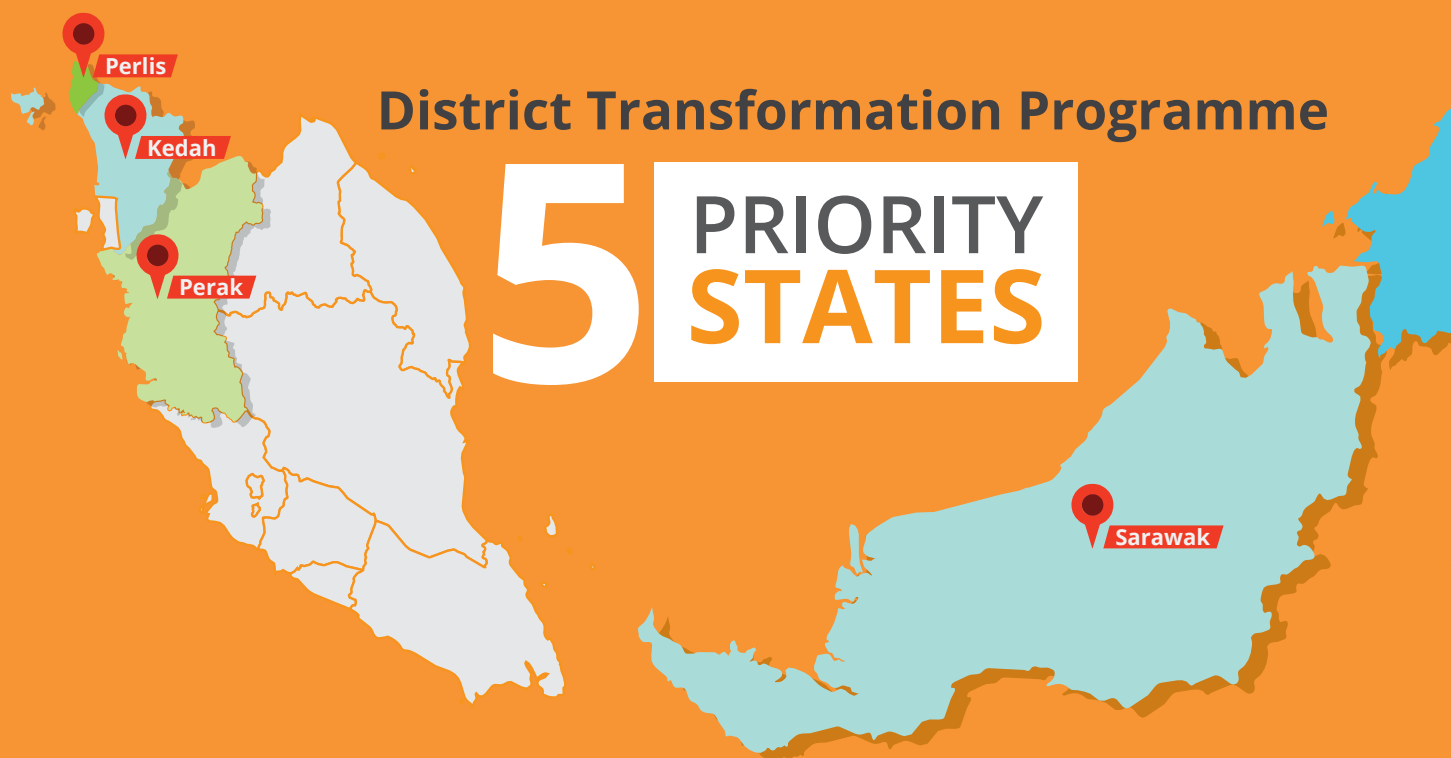 Perlis
District Transformation Programme
Kedah
5 PRIORITY
STATES
Perak
Sarawak